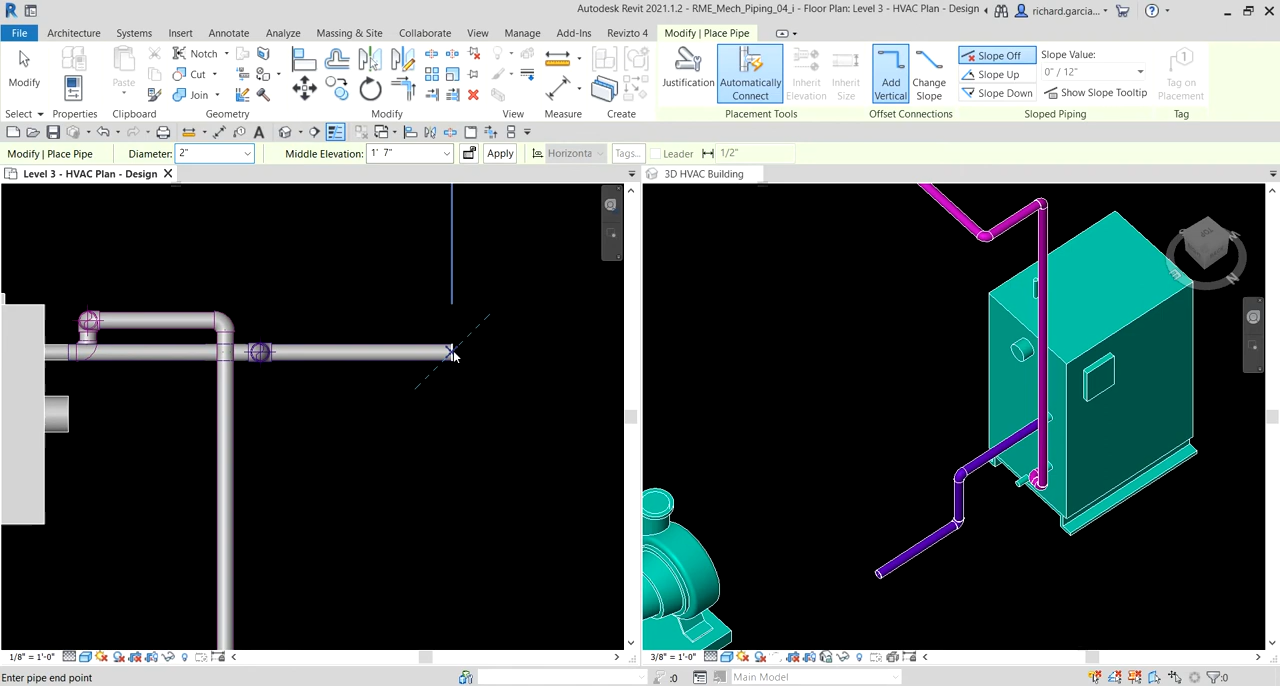 Autodesk Revit 2021.1.2 - RME_Mech_Piping_04_i - Floor Plan: Level 3 - HVAC Plan - Design
richard.garcia...
File Architecture Systems Insert Annotate Analyze Massing & Site Collaborate View Manage Add-Ins Revizto 4 Modify | Place Pipe
Notch
Cut
Join
Modify
Paste
Justification
Automatically Connect
Inherit Elevation
Inherit Size
Add Vertical
Change Slope
Slope Off
Slope Up
Slope Down
Slope Value:
0" / 12"
Show Slope Tooltip
Tag on Placement
Select Properties Clipboard Geometry Modify View Measure Create Placement Tools Offset Connections Sloped Piping Tag
Modify | Place Pipe Diameter: 2" Middle Elevation: 1' 7" Apply Horizonta Tags... Leader 1/2"
Level 3 - HVAC Plan - Design
3D HVAC Building
TOP
W
E
N
1/8" = 1'-0"
3/8" = 1'-0"
Enter pipe end point
:0
Main Model
:0